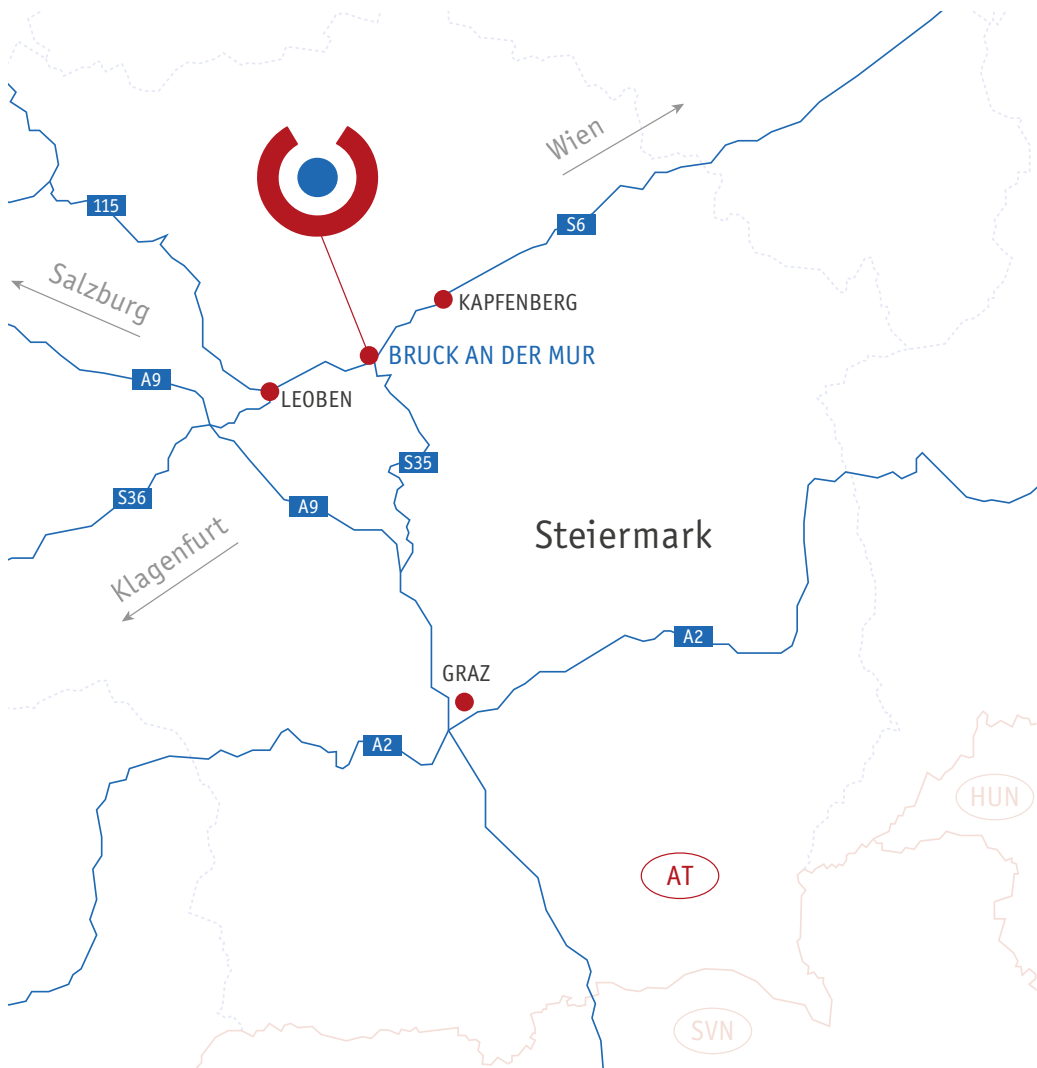 Wien
115
S6
Salzburg
KAPFENBERG
BRUCK AN DER MUR
A9
LEOBEN
S35
S36
A9
Steiermark
Klagenfurt
A2
GRAZ
A2
HUN
AT
SVN